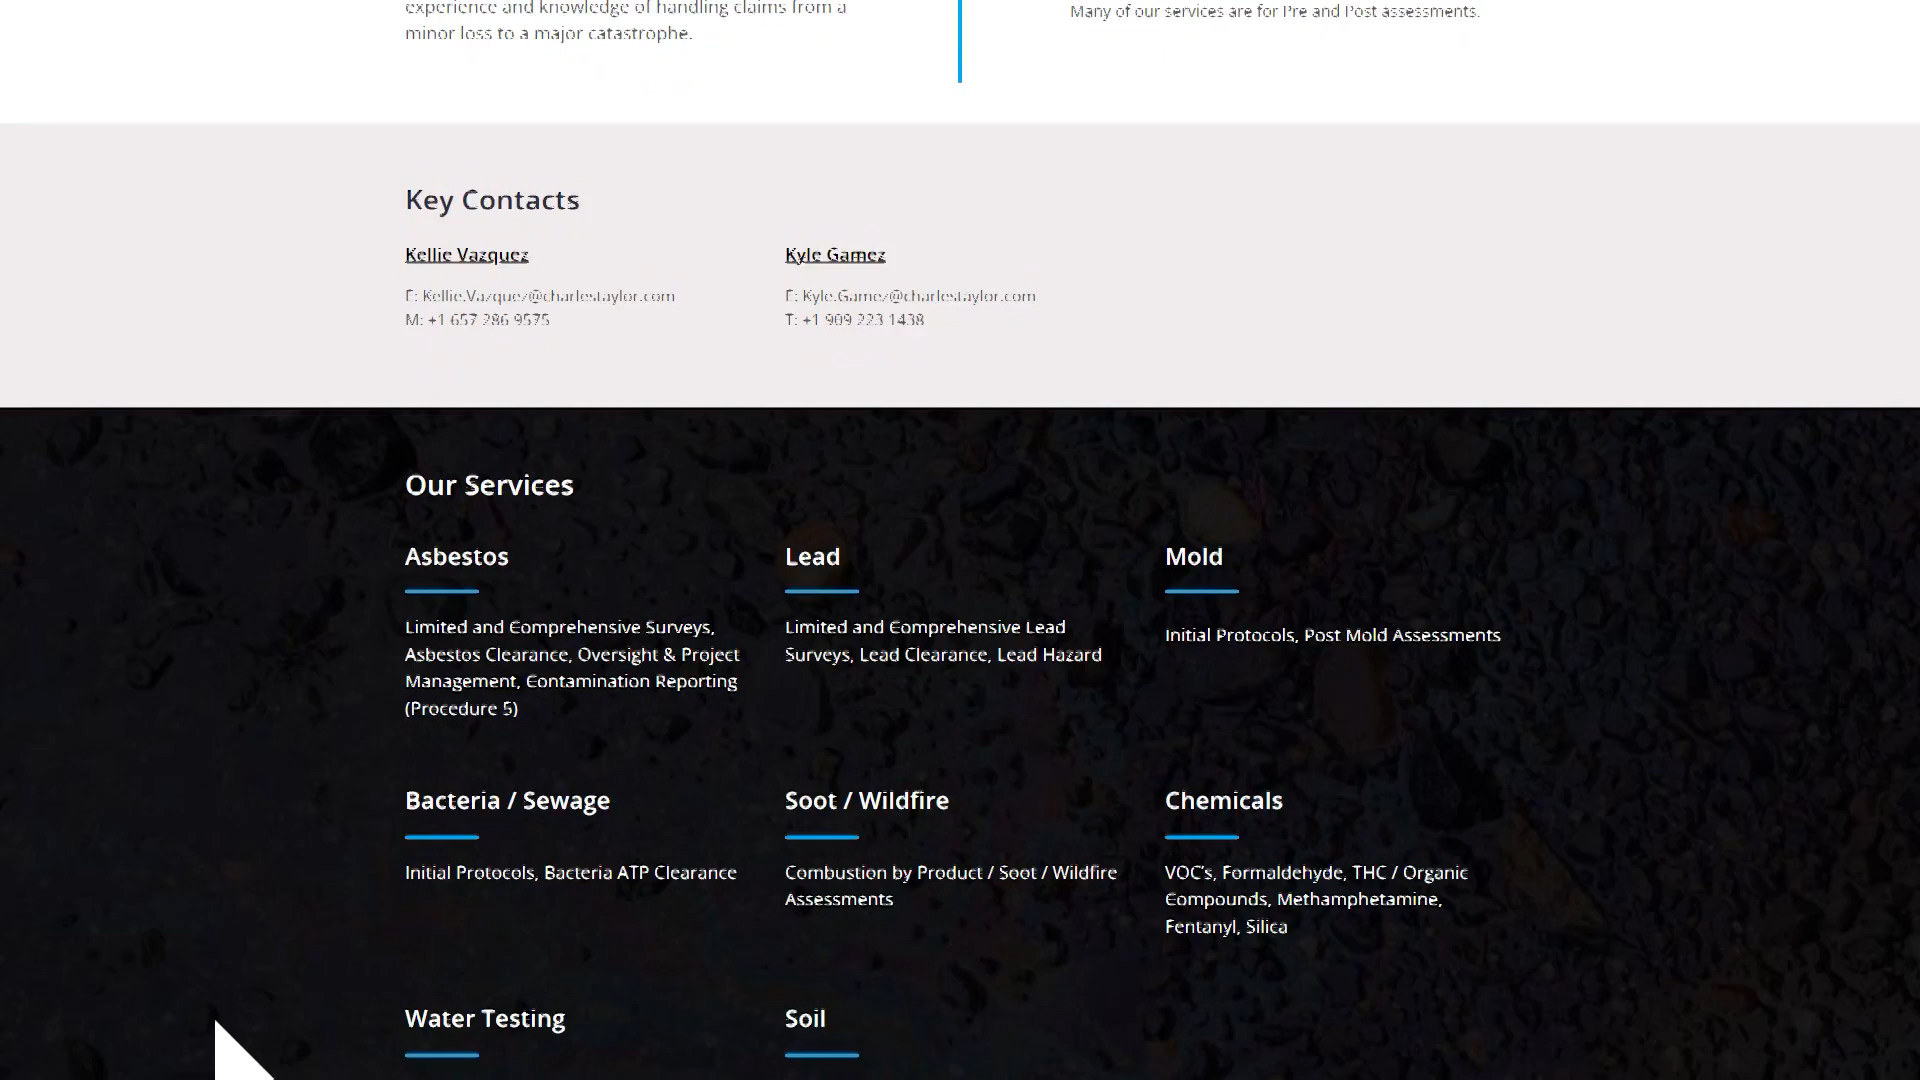 experience and knowledge of handling claims from a
minor loss to a major catastrophe.
Many of our services are for Pre and Post assessments.
Key Contacts
Kellie Vazquez
E: Kellie.Vazquez@charlestaylor.com
M: +1 657 286 9575
Kyle Gamez
E: Kyle.Gamez@charlestaylor.com
T: +1 909 223 1438
Our Services
Asbestos
Limited and Comprehensive Surveys,
Asbestos Clearance, Oversight & Project
Management, Contamination Reporting
(Procedure 5)
Lead
Limited and Comprehensive Lead
Surveys, Lead Clearance, Lead Hazard
Mold
Initial Protocols, Post Mold Assessments
Bacteria / Sewage
Initial Protocols, Bacteria ATP Clearance
Soot / Wildfire
Combustion by Product / Soot / Wildfire
Assessments
Chemicals
VOC's, Formaldehyde, THC / Organic
Compounds, Methamphetamine,
Fentanyl, Silica
Water Testing
Soil